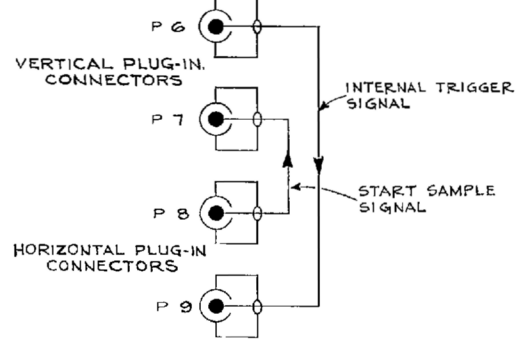 P 6
VERTICAL PLUG-IN.
CONNECTORS
INTERNAL TRIGGER
SIGNAL
P 7
START SAMPLE
SIGNAL
P 8
HORIZONTAL PLUG-IN
CONNECTORS
P 9